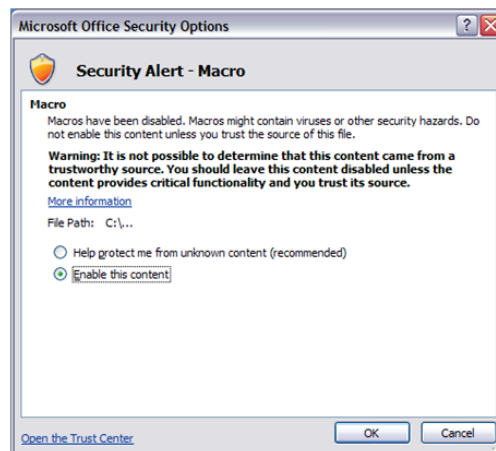 Microsoft Office Security Options
?
Security Alert - Macro
Macro
Macros have been disabled. Macros might contain viruses or other security hazards. Do
not enable this content unless you trust the source of this file.
Warning: It is not possible to determine that this content came from a
trustworthy source. You should leave this content disabled unless the
content provides critical functionality and you trust its source.
More information
File Path: C:\...
Help protect me from unknown content (recommended)
Enable this content
Open the Trust Center
OK
Cancel